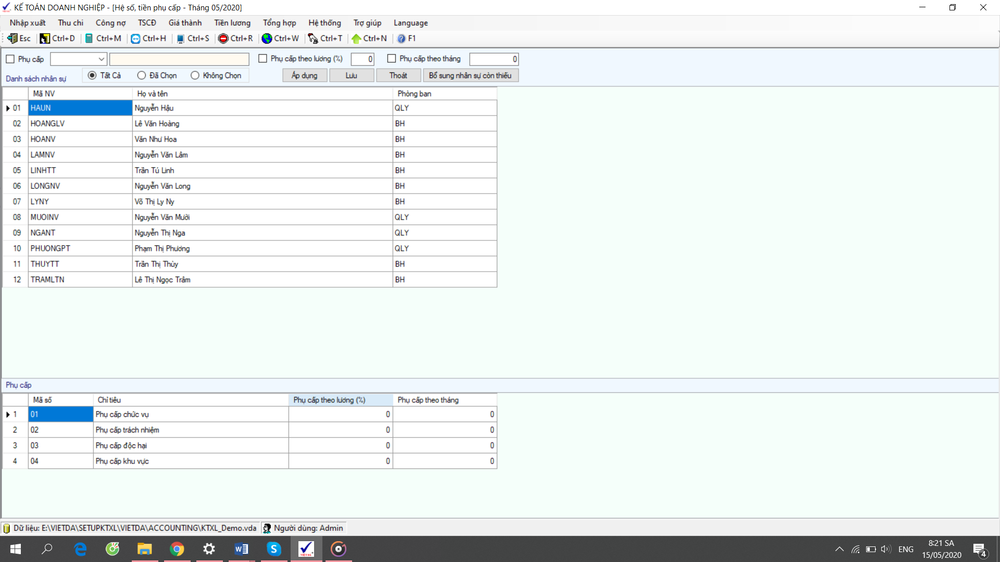 KẾ TOÁN DOANH NGHIỆP - [Hệ số, tiền phụ cấp - Tháng 05/2020]
Nhập xuất Thu chi Công nợ TSCĐ Giá thành Tiền lương Tổng hợp Hệ thống Trợ giúp Language
Esc Ctrl+D Ctrl+M Ctrl+H Ctrl+S Ctrl+R Ctrl+W Ctrl+T Ctrl+N F1
Phụ cấp Phụ cấp theo lương (%) 0 Phụ cấp theo tháng 0
Danh sách nhân sự Tất Cả Đã Chọn Không Chọn Áp dụng Lưu Thoát Bổ sung nhân sự còn thiếu
Mã NV Họ và tên Phòng ban
01 HAUN Nguyễn Hậu QLY
02 HOANGLV Lê Văn Hoàng BH
03 HOANV Văn Như Hoa BH
04 LAMNV Nguyễn Văn Lâm BH
05 LINHTT Trần Tú Linh BH
06 LONGNV Nguyễn Văn Long BH
07 LYNY Võ Thị Ly Ny BH
08 MUOINV Nguyễn Văn Mười QLY
09 NGANT Nguyễn Thị Nga QLY
10 PHUONGPT Phạm Thị Phương QLY
11 THUYTT Trần Thị Thùy BH
12 TRAMLTN Lê Thị Ngọc Trâm BH
Phụ cấp
Mã số Chỉ tiêu Phụ cấp theo lương (%) Phụ cấp theo tháng
1 01 Phụ cấp chức vụ 0 0
2 02 Phụ cấp trách nhiệm 0 0
3 03 Phụ cấp độc hại 0 0
4 04 Phụ cấp khu vực 0 0
Dữ liệu: E:\VIETDA\SETUPKTXL\VIETDA\ACCOUNTING\KTXL_Demo.vda Người dùng: Admin
ENG 8:21 SA
15/05/2020 4